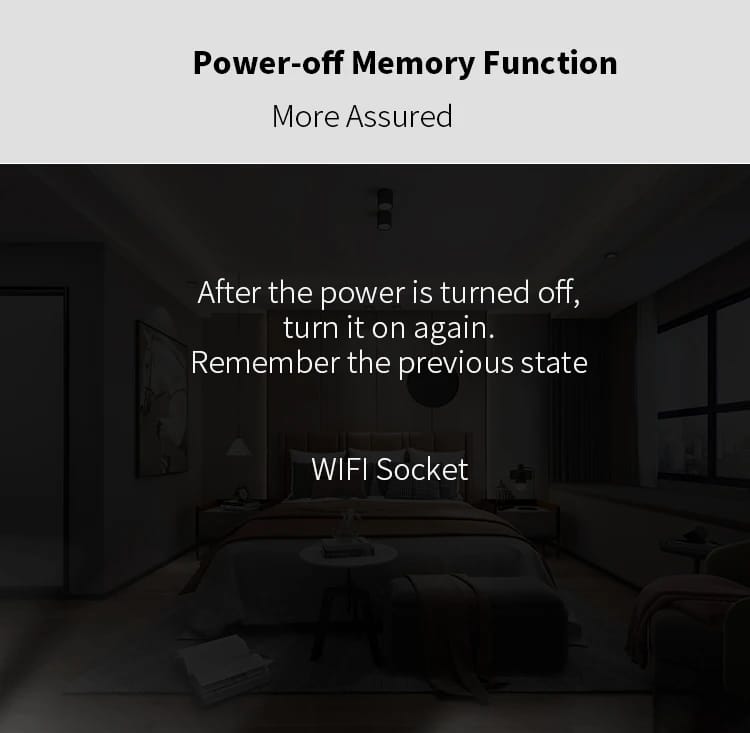 Power-off Memory Function
More Assured
After the power is turned off,
turn it on again.
Remember the previous state
WIFI Socket